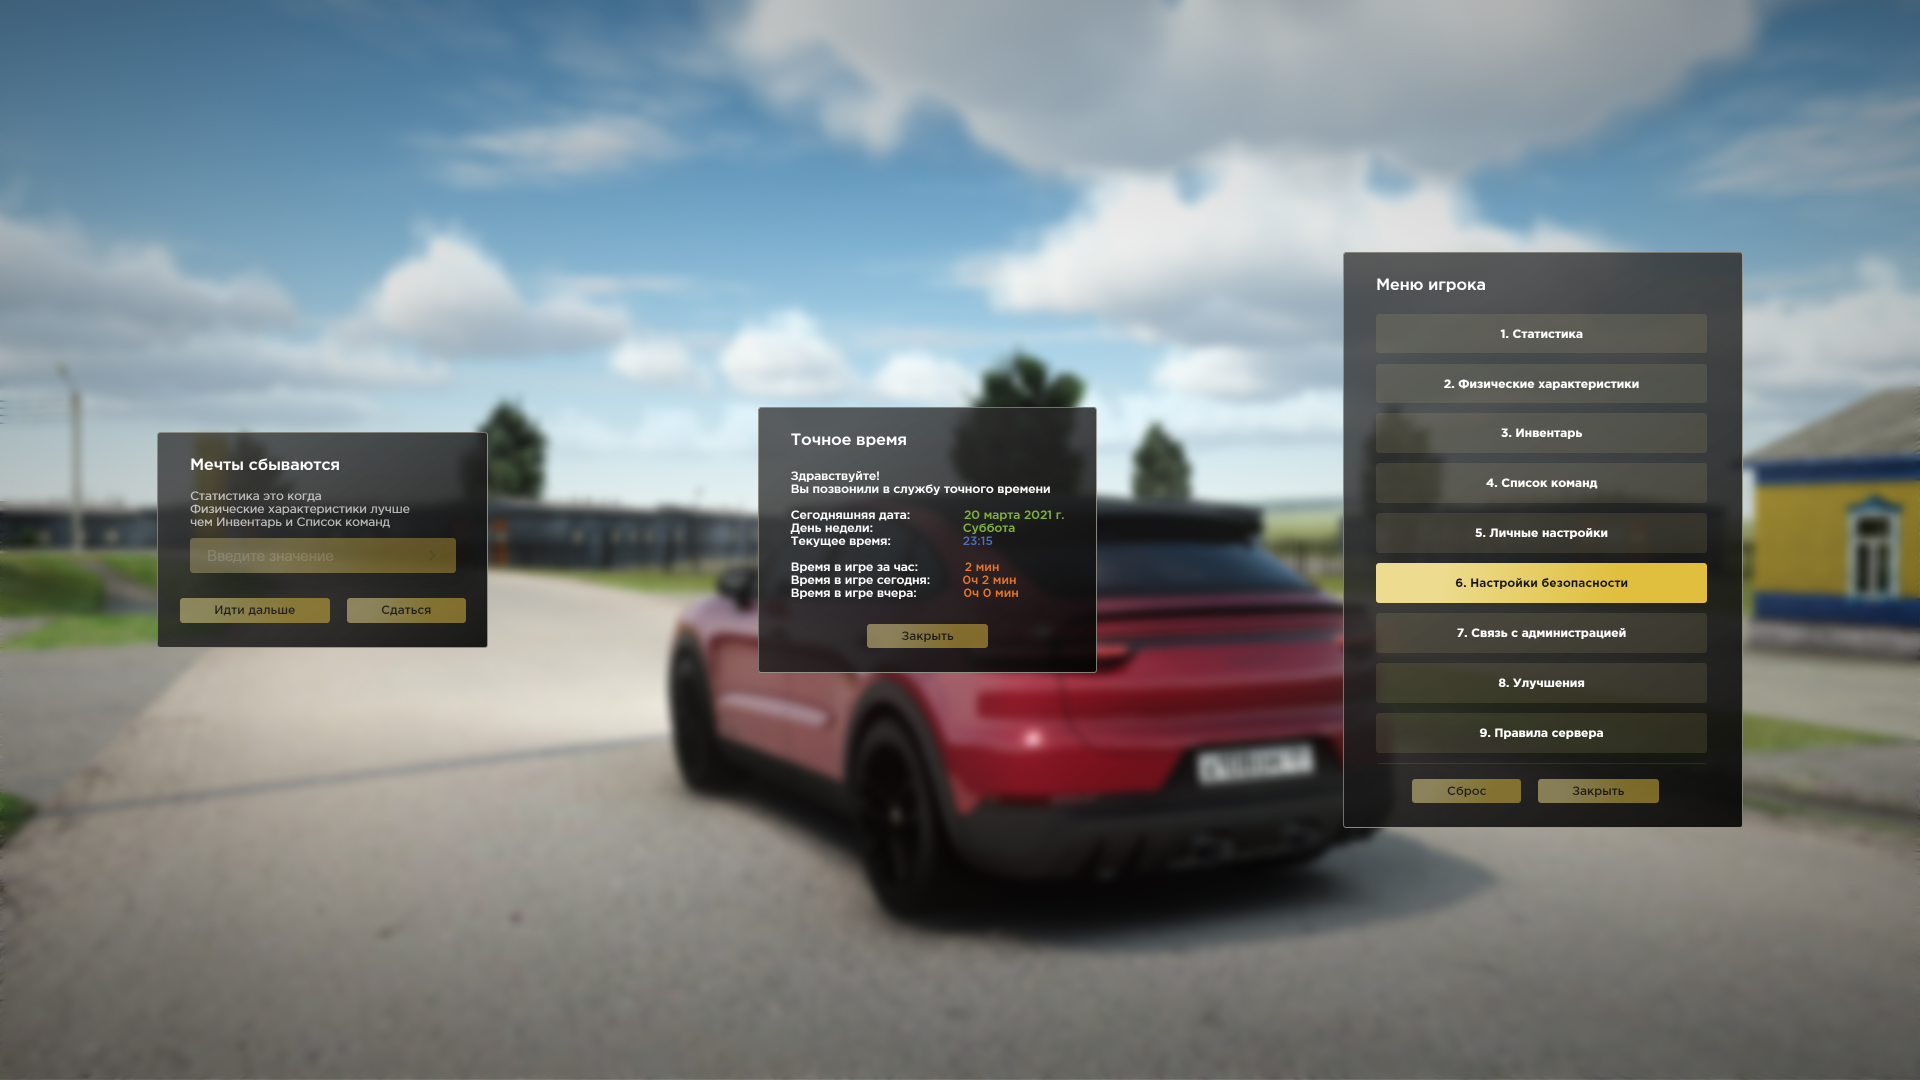 Мечты сбываются
Статистика это когда
Физические характеристики лучше
чем Инвентарь и Список команд
Введите значение
Идти дальше
Сдаться
Точное время
Здравствуйте!
Вы позвонили в службу точного времени
Сегодняшняя дата: 20 марта 2021 г.
День недели: Суббота
Текущее время: 23:15
Время в игре за час: 2 мин
Время в игре сегодня: 0ч 2 мин
Время в игре вчера: 0ч 0 мин
Закрыть
Меню игрока
1. Статистика
2. Физические характеристики
3. Инвентарь
4. Список команд
5. Личные настройки
6. Настройки безопасности
7. Связь с администрацией
8. Улучшения
9. Правила сервера
Сброс
Закрыть